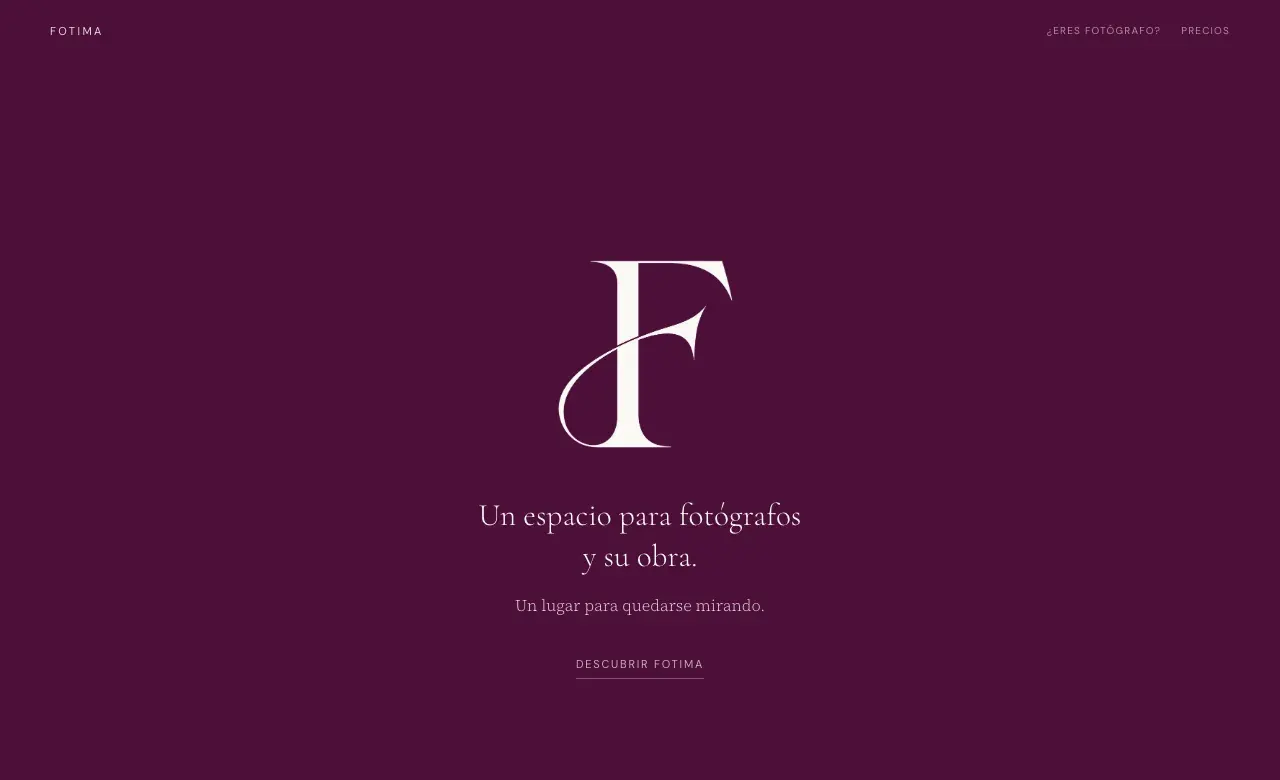 FOTIMA
¿ERES FOTÓGRAFO? PRECIOS
F
Un espacio para fotógrafos
y su obra.
Un lugar para quedarse mirando.
DESCUBRIR FOTIMA